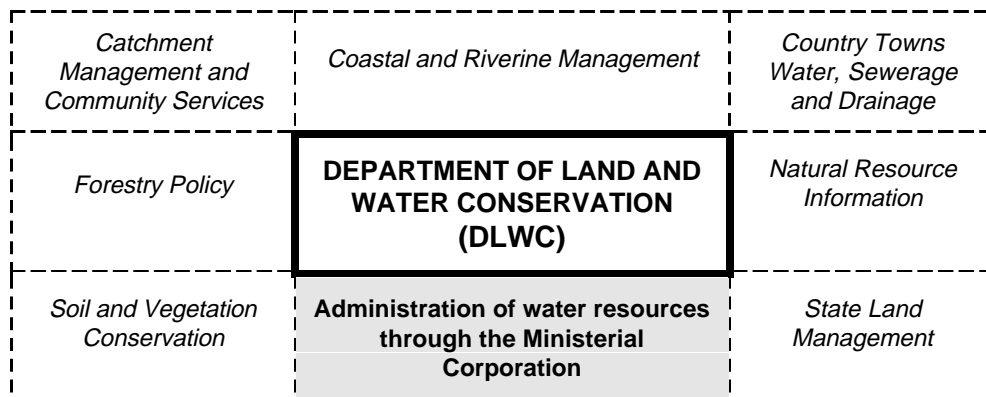 Catchment
Management and
Community Services
Coastal and Riverine Management
Country Towns
Water, Sewerage
and Drainage
Forestry Policy
DEPARTMENT OF LAND AND
WATER CONSERVATION
(DLWC)
Natural Resource
Information
Soil and Vegetation
Conservation
Administration of water resources
through the Ministerial
Corporation
State Land
Management